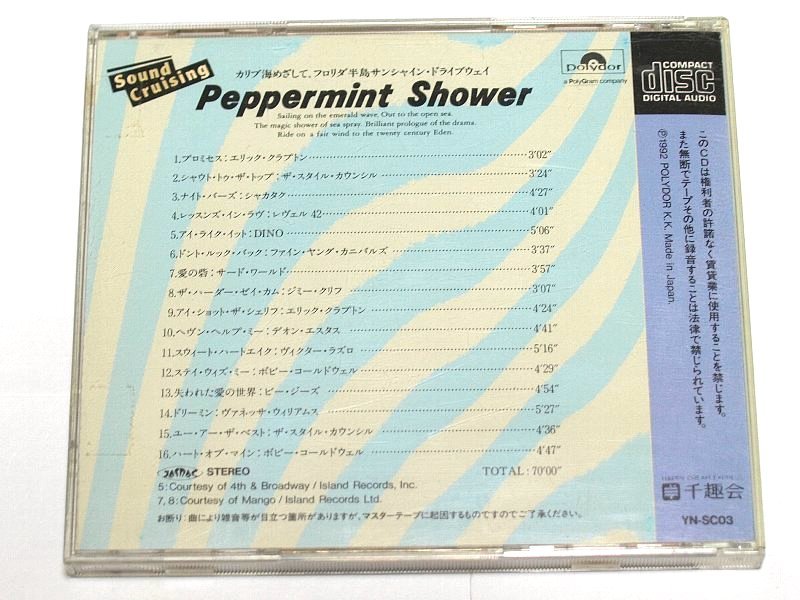 Sound
Cruising
カリブ海めざして、フロリダ半島サンシャイン・ドライブウェイ
Peppermint Shower
Sailing on the emerald wave. Out to the open sea.
The magic shower of sea spray. Brilliant prologue of the drama.
Ride on a fair wind to the twenty century Eden.
polydor
a PolyGram company
COMPACT
disc
DIGITAL AUDIO
1.プロミセス:エリック・クラプトン 3'02"
2.シャウト・トゥ・ザ・トップ:ザ・スタイル・カウンシル 3'24"
3.ナイト・バーズ:シャカタク 4'27"
4.レッスンズ・イン・ラヴ:レヴェル 42 4'01"
5.アイ・ライク・イット:DINO 5'06"
6.ドント・ルック・バック:ファイン・ヤング・カニバルズ 3'37"
7.愛の砦:サード・ワールド 3'57"
8.ザ・ハーダー・ゼイ・カム:ジミー・クリフ 3'07"
9.アイ・ショット・ザ・シェリフ:エリック・クラプトン 4'24"
10.ヘヴン・ヘルプ・ミー:デオン・エスタス 4'41"
11.スウィート・ハートエイク:ヴィクター・ラズロ 5'16"
12.ステイ・ウィズ・ミー:ボビー・コールドウェル 4'29"
13.失われた愛の世界:ビー・ジーズ 4'54"
14.ドリーミン:ヴァネッサ・ウィリアムス 5'27"
15.ユー・アー・ザ・ベスト:ザ・スタイル・カウンシル 4'36"
16.ハート・オブ・マイン:ボビー・コールドウェル 4'47"
JASRAC STEREO
TOTAL:70'00"
5:Courtesy of 4th & Broadway / Island Records, Inc.
7, 8:Courtesy of Mango / Island Records Ltd.
お断り:曲により雑音等が目立つ箇所がありますが、マスターテープに起因するものですのでご了承ください。
このCDは権利者の許諾なく賃貸業に使用することを禁じます。
また無断でテープその他に録音することは法律で禁じられています。
Ⓟ1992 POLYDOR K.K. Made in Japan.
千趣会
YN-SC03